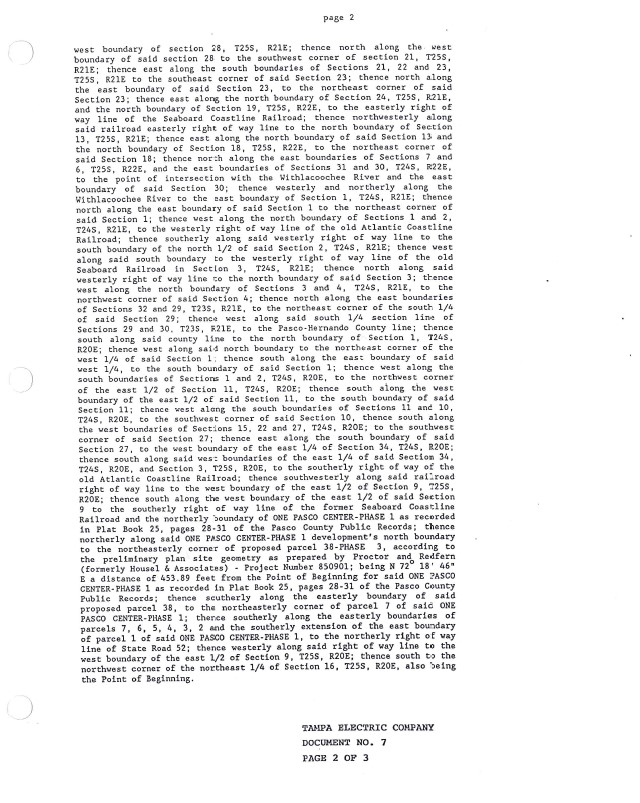 page 2
west boundary of section 28, T25S, R21E; thence north along the west
boundary of said section 28 to the southwest corner of section 21, T25S,
R21E; thence east along the south boundaries of Sections 21, 22 and 23,
T25S, R21E to the southeast corner of said Section 23; thence north along
the east boundary of said Section 23, to the northeast corner of said
Section 23; thence east along the north boundary of Section 24, T25S, R21E,
and the north boundary of Section 19, T25S, R22E, to the easterly right of
way line of the Seaboard Coastline Railroad; thence northwesterly along
said railroad easterly right of way line to the north boundary of Section
13, T25S, R21E; thence east along the north boundary of said Section 13 and
the north boundary of Section 18, T25S, R22E, to the northeast corner of
said Section 18; thence north along the east boundaries of Sections 7 and
6, T25S, R22E, and the east boundaries of Sections 31 and 30, T24S, R22E,
to the point of intersection with the Withlacoochee River and the east
boundary of said Section 30; thence westerly and northerly along the
Withlacoochee River to the east boundary of Section 1, T24S, R21E; thence
north along the east boundary of said Section 1 to the northeast corner of
said Section 1; thence west along the north boundary of Sections 1 and 2,
T24S, R21E, to the westerly right of way line of the old Atlantic Coastline
Railroad; thence southerly along said westerly right of way line to the
south boundary of the north 1/2 of said Section 2, T24S, R21E; thence west
along said south boundary to the westerly right of way line of the old
Seaboard Railroad in Section 3, T24S, R21E; thence north along said
westerly right of way line to the north boundary of said Section 3; thence
west along the north boundary of Sections 3 and 4, T24S, R21E, to the
northwest corner of said Section 4; thence north along the east boundaries
of Sections 32 and 29, T23S, R21E, to the northeast corner of the south 1/4
of said Section 29; thence west along said south 1/4 section line of
Sections 29 and 30, T23S, R21E, to the Pasco-Hernando County line; thence
south along said county line to the north boundary of Section 1, T24S,
R20E; thence west along said north boundary to the northeast corner of the
west 1/4 of said Section 1; thence south along the east boundary of said
west 1/4, to the south boundary of said Section 1; thence west along the
south boundaries of Sections 1 and 2, T24S, R20E, to the northwest corner
of the east 1/2 of Section 11, T24S, R20E; thence south along the west
boundary of the east 1/2 of said Section 11, to the south boundary of said
Section 11; thence west along the south boundaries of Sections 11 and 10,
T24S, R20E, to the southwest corner of said Section 10, thence south along
the west boundaries of Sections 15, 22 and 27, T24S, R20E; to the southwest
corner of said Section 27; thence east along the south boundary of said
Section 27, to the west boundary of the east 1/4 of Section 34, T24S, R20E;
thence south along said west boundaries of the east 1/4 of said Section 34,
T24S, R20E, and Section 3, T25S, R20E, to the southerly right of way of the
old Atlantic Coastline Railroad; thence southwesterly along said railroad
right of way line to the west boundary of the east 1/2 of Section 9, T25S,
R20E; thence south along the west boundary of the east 1/2 of said Section
9 to the southerly right of way line of the former Seaboard Coastline
Railroad and the northerly boundary of ONE PASCO CENTER-PHASE 1 as recorded
in Plat Book 25, pages 28-31 of the Pasco County Public Records; thence
northerly along said ONE PASCO CENTER-PHASE 1 development's north boundary
to the northeasterly corner of proposed parcel 38-PHASE 3, according to
the preliminary plan site geometry as prepared by Proctor and Redfern
(formerly Housel & Associates) - Project Number 850901; being N 72° 18' 46"
E a distance of 453.89 feet from the Point of Beginning for said ONE PASCO
CENTER-PHASE 1 as recorded in Plat Book 25, pages 28-31 of the Pasco County
Public Records; thence scutherly along the easterly boundary of said
proposed parcel 38, to the northeasterly corner of parcel 7 of said ONE
PASCO CENTER-PHASE 1; thence southerly along the easterly boundaries of
parcels 7, 6, 5, 4, 3, 2 and the southerly extension of the east boundary
of parcel 1 of said ONE PASCO CENTER-PHASE 1, to the northerly right of way
line of State Road 52; thence westerly along said right of way line to the
west boundary of the east 1/2 of Section 9, T25S, R20E; thence south to the
northwest corner of the northeast 1/4 of Section 16, T25S, R20E, also being
the Point of Beginning.
TAMPA ELECTRIC COMPANY
DOCUMENT NO. 7
PAGE 2 OF 3